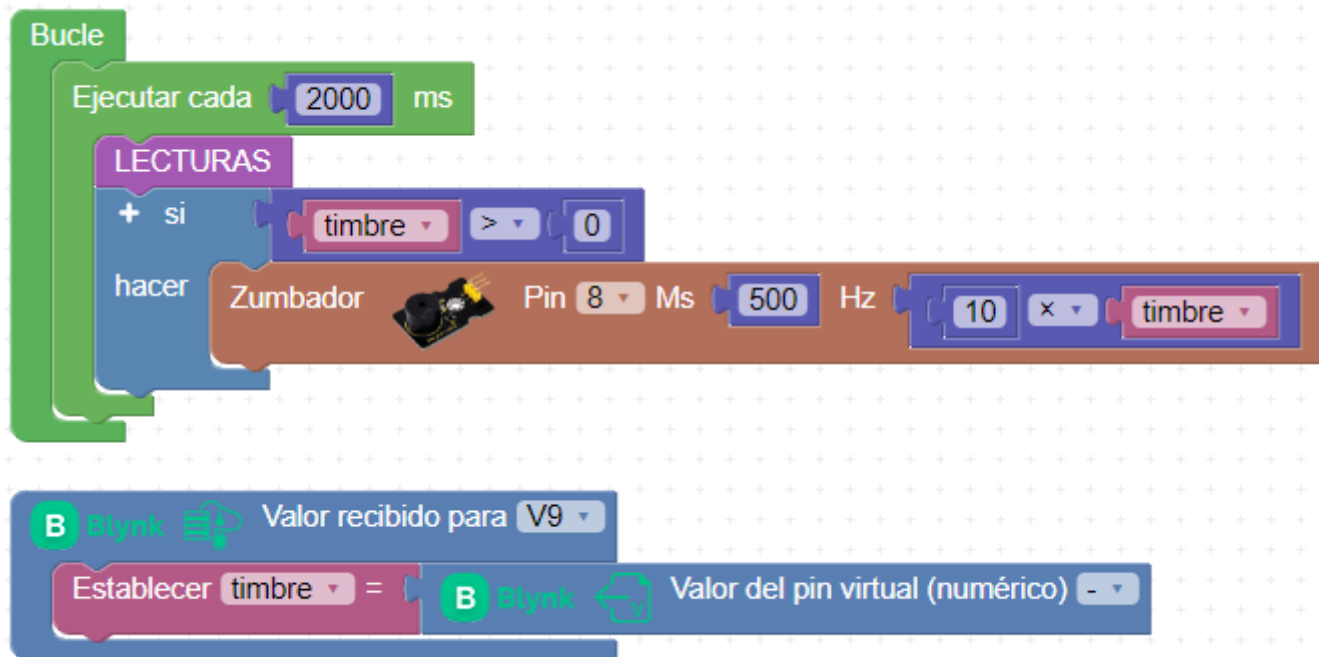 Bucle
Ejecutar cada 2000 ms
LECTURAS
+ si timbre > 0
hacer Zumbador Pin 8 Ms 500 Hz 10 × timbre
B Blynk Valor recibido para V9
Establecer timbre = B Blynk V Valor del pin virtual (numérico) -